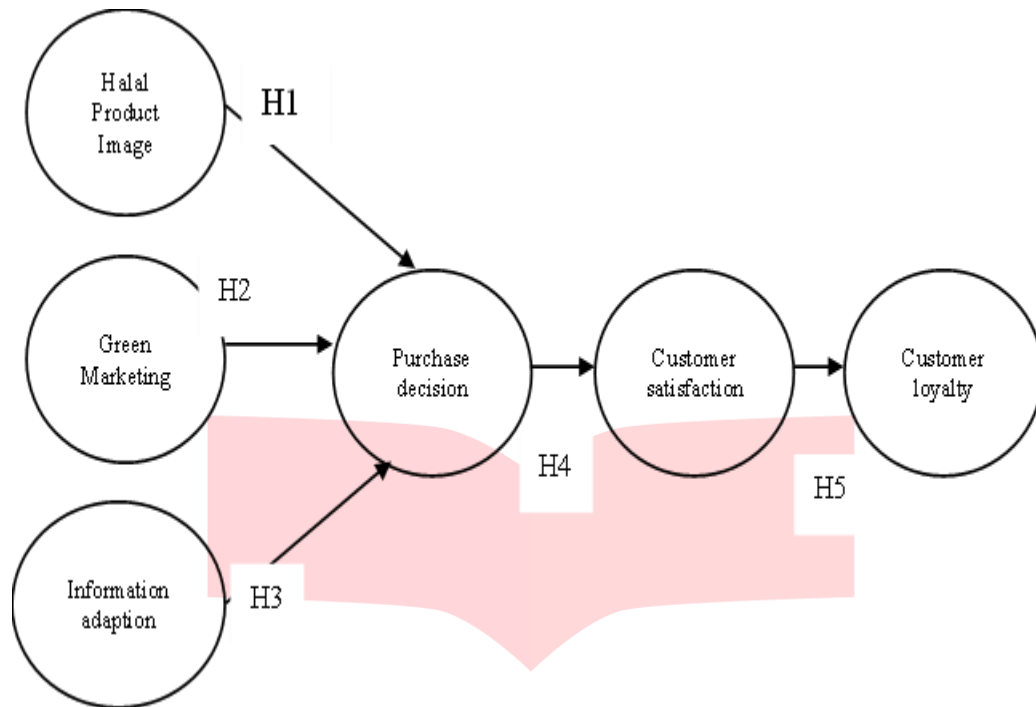 Halal
Product
Image
H1
Green
Marketing
H2
Information
adaption
H3
Purchase
decision
H4
Customer
satisfaction
H5
Customer
loyalty